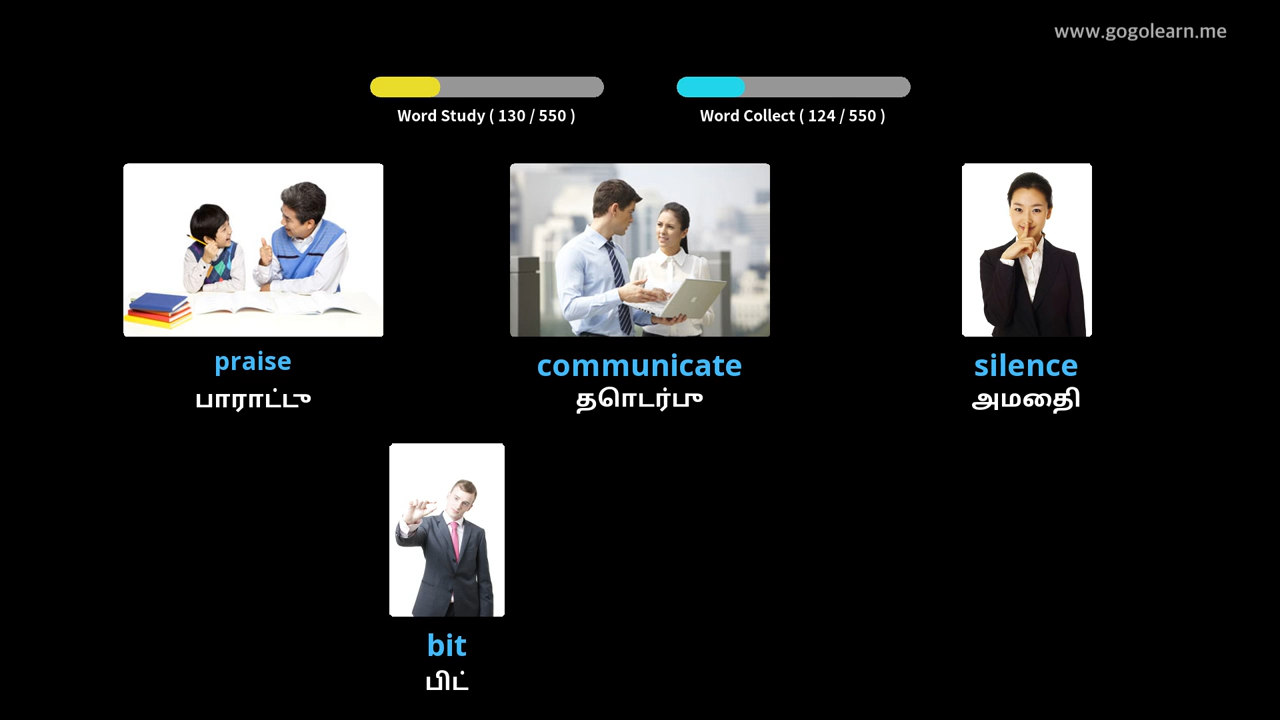 www.gogolearn.me
Word Study ( 130 / 550 )
Word Collect ( 124 / 550 )
praise
பாராட்டு
communicate
தொடர்பு
silence
அமைதி
bit
பிட்